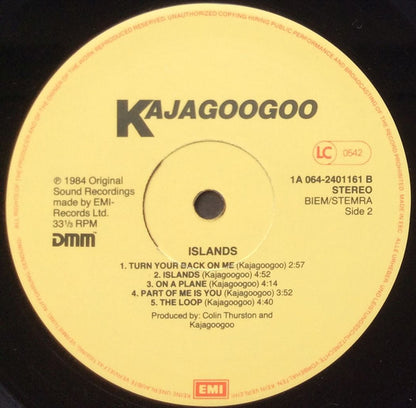 KAJAGOOGOO
LC 0542
℗ 1984 Original
Sound Recordings
made by EMI-
Records Ltd.
33⅓ RPM
DMM
1A 064-2401161 B
STEREO
BIEM/STEMRA
Side 2
ISLANDS
1. TURN YOUR BACK ON ME (Kajagoogoo) 2:57
2. ISLANDS (Kajagoogoo) 4:52
3. ON A PLANE (Kajagoogoo) 4:14
4. PART OF ME IS YOU (Kajagoogoo) 3:52
5. THE LOOP (Kajagoogoo) 4:40
Produced by: Colin Thurston and
Kajagoogoo
EMI